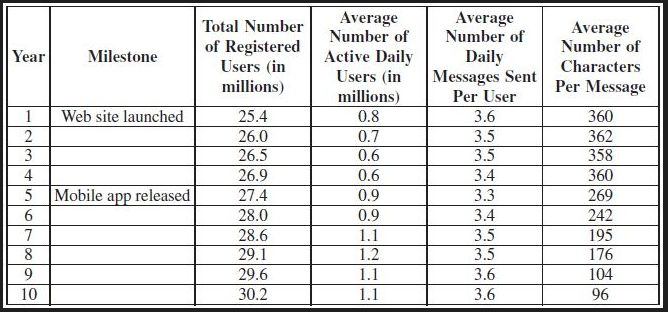 Year | Milestone | Total Number of Registered Users (in millions) | Average Number of Active Daily Users (in millions) | Average Number of Daily Messages Sent Per User | Average Number of Characters Per Message
1 | Web site launched | 25.4 | 0.8 | 3.6 | 360
2 | | 26.0 | 0.7 | 3.5 | 362
3 | | 26.5 | 0.6 | 3.5 | 358
4 | | 26.9 | 0.6 | 3.4 | 360
5 | Mobile app released | 27.4 | 0.9 | 3.3 | 269
6 | | 28.0 | 0.9 | 3.4 | 242
7 | | 28.6 | 1.1 | 3.5 | 195
8 | | 29.1 | 1.2 | 3.5 | 176
9 | | 29.6 | 1.1 | 3.6 | 104
10 | | 30.2 | 1.1 | 3.6 | 96